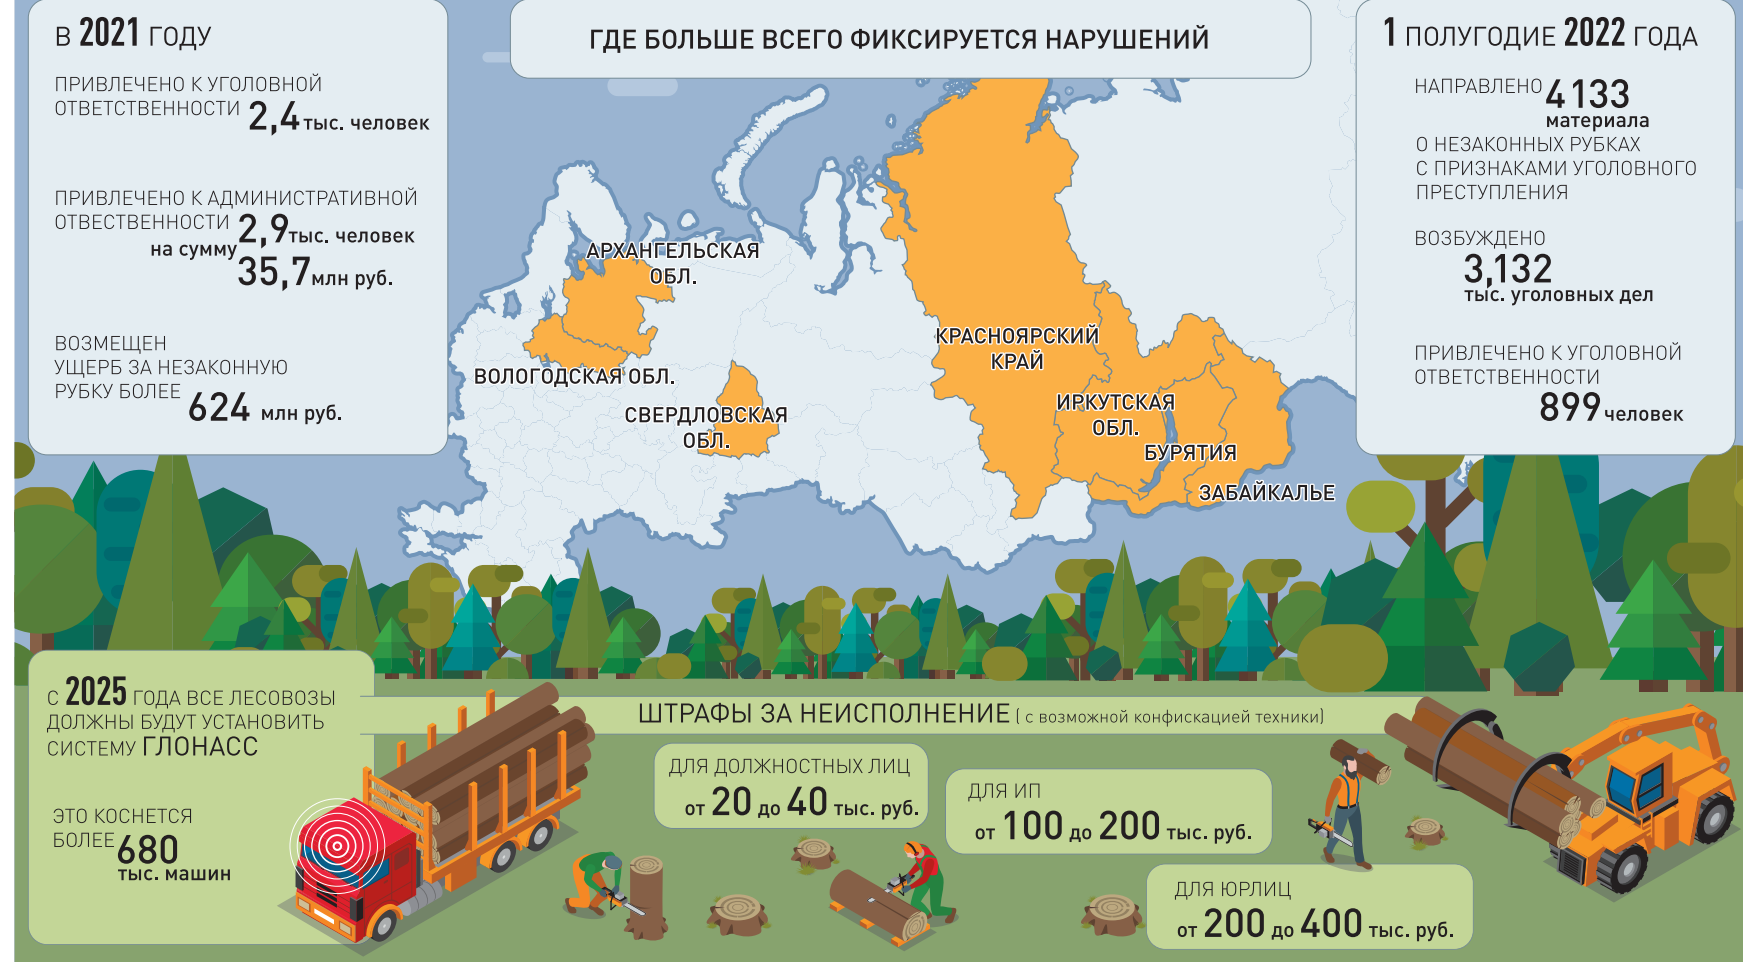 В 2021 ГОДУ
ПРИВЛЕЧЕНО К УГОЛОВНОЙ
ОТВЕТСТВЕННОСТИ 2,4 тыс. человек
ПРИВЛЕЧЕНО К АДМИНИСТРАТИВНОЙ
ОТВЕСТВЕННОСТИ 2,9 тыс. человек
на сумму
35,7 млн руб.
ВОЗМЕЩЕН
УЩЕРБ ЗА НЕЗАКОННУЮ
РУБКУ БОЛЕЕ
624 млн руб.
ГДЕ БОЛЬШЕ ВСЕГО ФИКСИРУЕТСЯ НАРУШЕНИЙ
АРХАНГЕЛЬСКАЯ
ОБЛ.
ВОЛОГОДСКАЯ ОБЛ.
СВЕРДЛОВСКАЯ
ОБЛ.
КРАСНОЯРСКИЙ
КРАЙ
ИРКУТСКАЯ
ОБЛ.
БУРЯТИЯ
ЗАБАЙКАЛЬЕ
1 ПОЛУГОДИЕ 2022 ГОДА
НАПРАВЛЕНО 4133
материала
О НЕЗАКОННЫХ РУБКАХ
С ПРИЗНАКАМИ УГОЛОВНОГО
ПРЕСТУПЛЕНИЯ
ВОЗБУЖДЕНО
3,132
тыс. уголовных дел
ПРИВЛЕЧЕНО К УГОЛОВНОЙ
ОТВЕТСТВЕННОСТИ
899 человек
С 2025 ГОДА ВСЕ ЛЕСОВОЗЫ
ДОЛЖНЫ БУДУТ УСТАНОВИТЬ
СИСТЕМУ ГЛОНАСС
ЭТО КОСНЕТСЯ
БОЛЕЕ 680
тыс. машин
ШТРАФЫ ЗА НЕИСПОЛНЕНИЕ ( с возможной конфискацией техники)
ДЛЯ ДОЛЖНОСТНЫХ ЛИЦ
от 20 до 40 тыс. руб.
ДЛЯ ИП
от 100 до 200 тыс. руб.
ДЛЯ ЮРЛИЦ
от 200 до 400 тыс. руб.